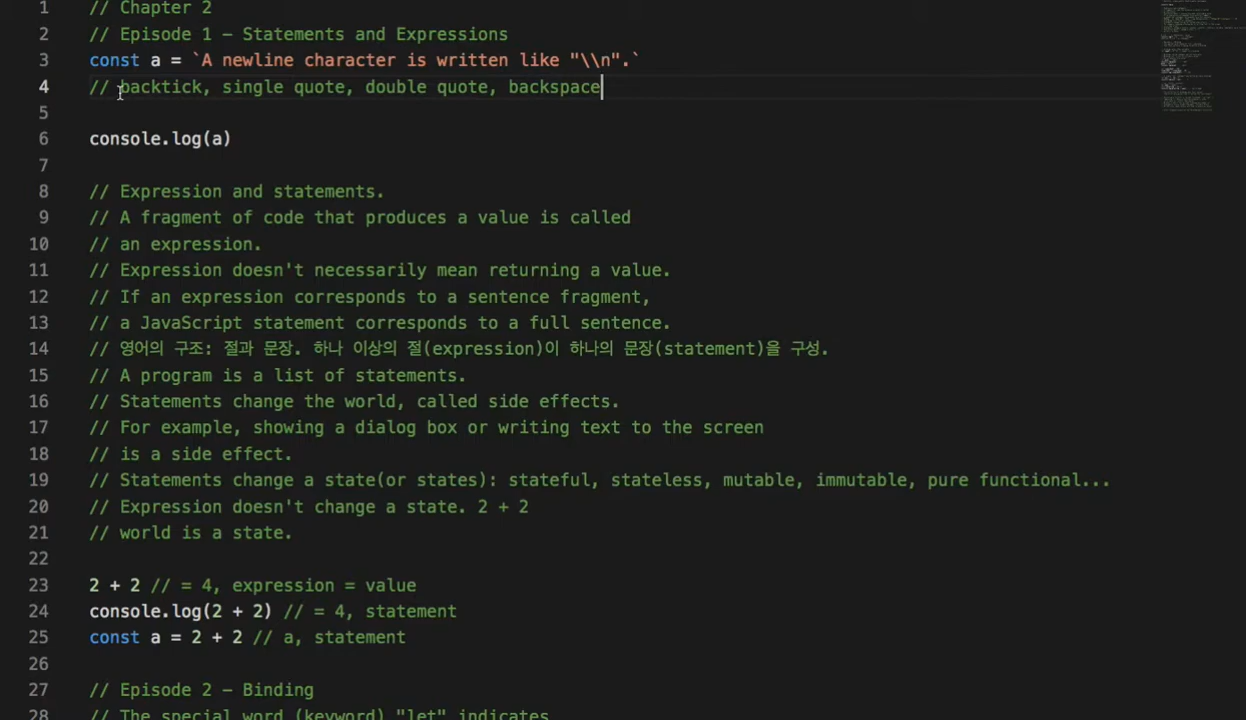 1 // Chapter 2
2 // Episode 1 - Statements and Expressions
3 const a = `A newline character is written like "\\n".`
4 // backtick, single quote, double quote, backspace
5
6 console.log(a)
7
8 // Expression and statements.
9 // A fragment of code that produces a value is called
10 // an expression.
11 // Expression doesn't necessarily mean returning a value.
12 // If an expression corresponds to a sentence fragment,
13 // a JavaScript statement corresponds to a full sentence.
14 // 영어의 구조: 절과 문장. 하나 이상의 절(expression)이 하나의 문장(statement)을 구성.
15 // A program is a list of statements.
16 // Statements change the world, called side effects.
17 // For example, showing a dialog box or writing text to the screen
18 // is a side effect.
19 // Statements change a state(or states): stateful, stateless, mutable, immutable, pure functional...
20 // Expression doesn't change a state. 2 + 2
21 // world is a state.
22
23 2 + 2 // = 4, expression = value
24 console.log(2 + 2) // = 4, statement
25 const a = 2 + 2 // a, statement
26
27 // Episode 2 - Binding
28 // The special word (keyword) "let" indicates